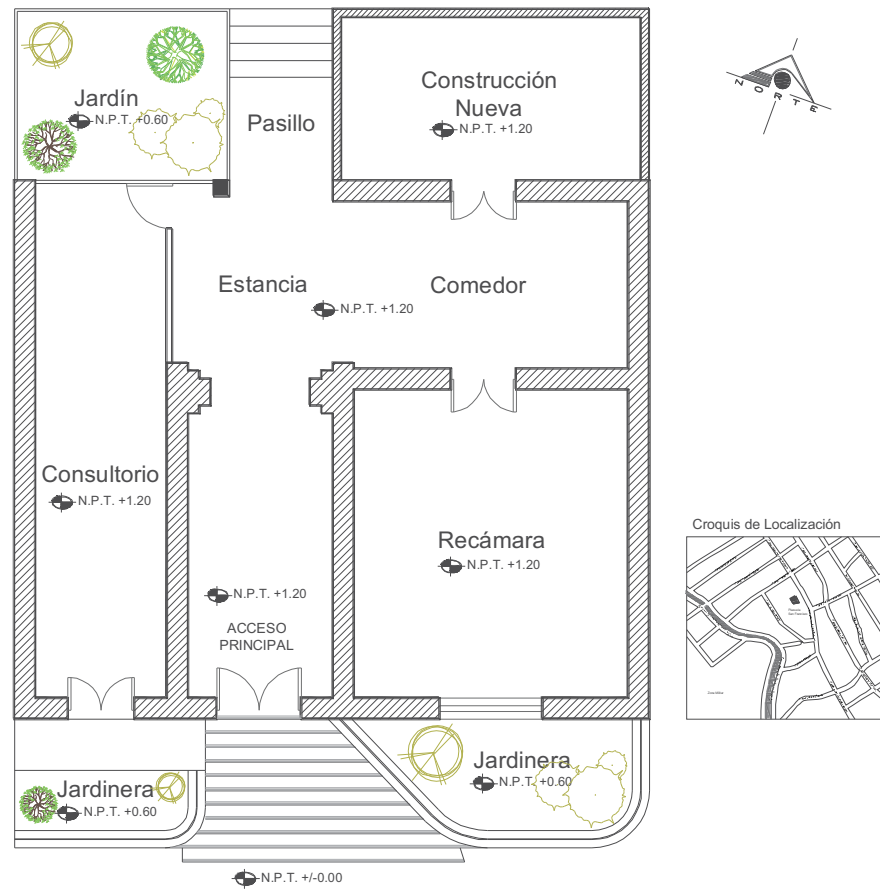 Jardín
N.P.T. +0.60
Pasillo
Construcción
Nueva
N.P.T. +1.20
NORTE
Estancia
N.P.T. +1.20
Comedor
Consultorio
N.P.T. +1.20
Recámara
N.P.T. +1.20
N.P.T. +1.20
ACCESO
PRINCIPAL
Croquis de Localización
Jardinera
N.P.T. +0.60
Jardinera
N.P.T. +0.60
N.P.T. +/-0.00